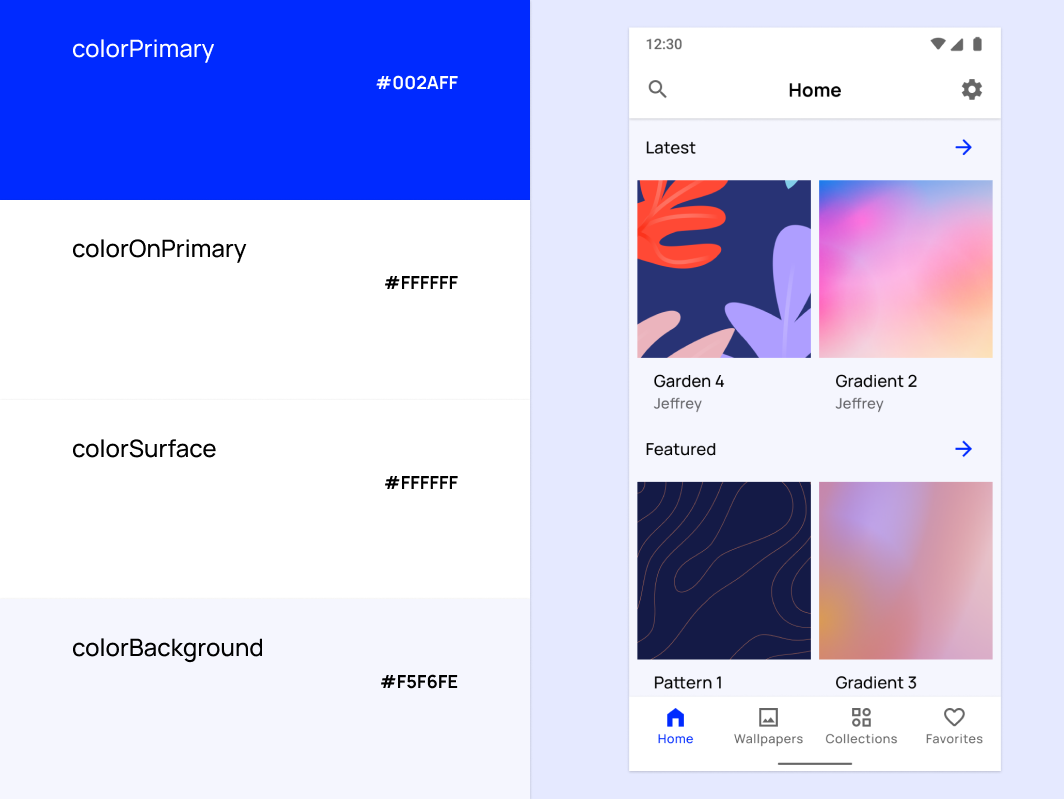 colorPrimary
#002AFF
colorOnPrimary
#FFFFFF
colorSurface
#FFFFFF
colorBackground
#F5F6FE
12:30
Home
Latest
Garden 4
Jeffrey
Gradient 2
Jeffrey
Featured
Pattern 1
Gradient 3
Home
Wallpapers
Collections
Favorites